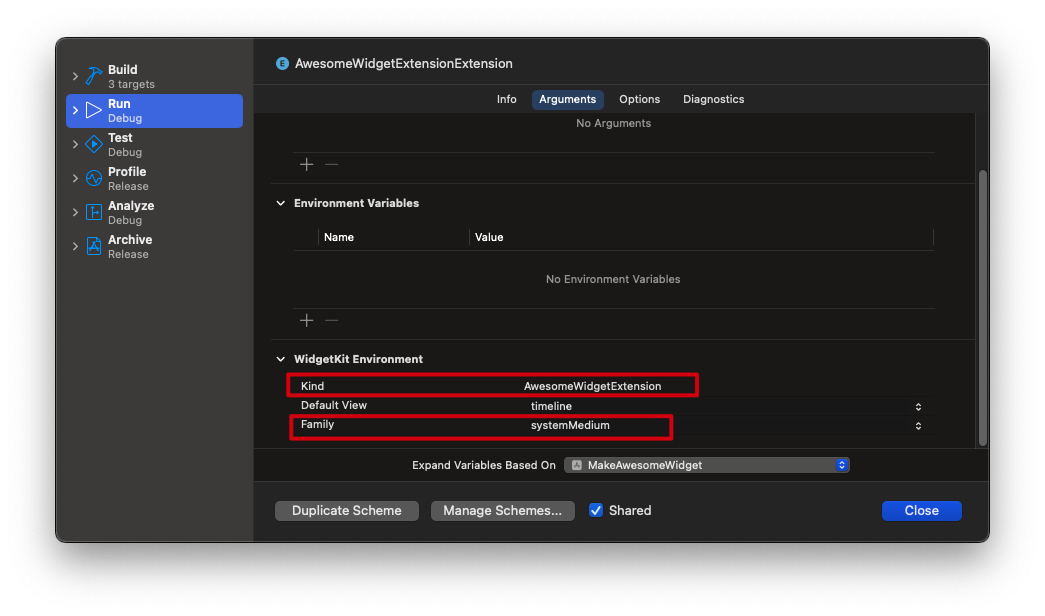 E AwesomeWidgetExtensionExtension
Build
3 targets
Run
Debug
Test
Debug
Profile
Release
Analyze
Debug
Archive
Release
Info Arguments Options Diagnostics
No Arguments
Environment Variables
Name Value
No Environment Variables
WidgetKit Environment
Kind AwesomeWidgetExtension
Default View timeline
Family systemMedium
Expand Variables Based On MakeAwesomeWidget
Duplicate Scheme Manage Schemes... Shared Close